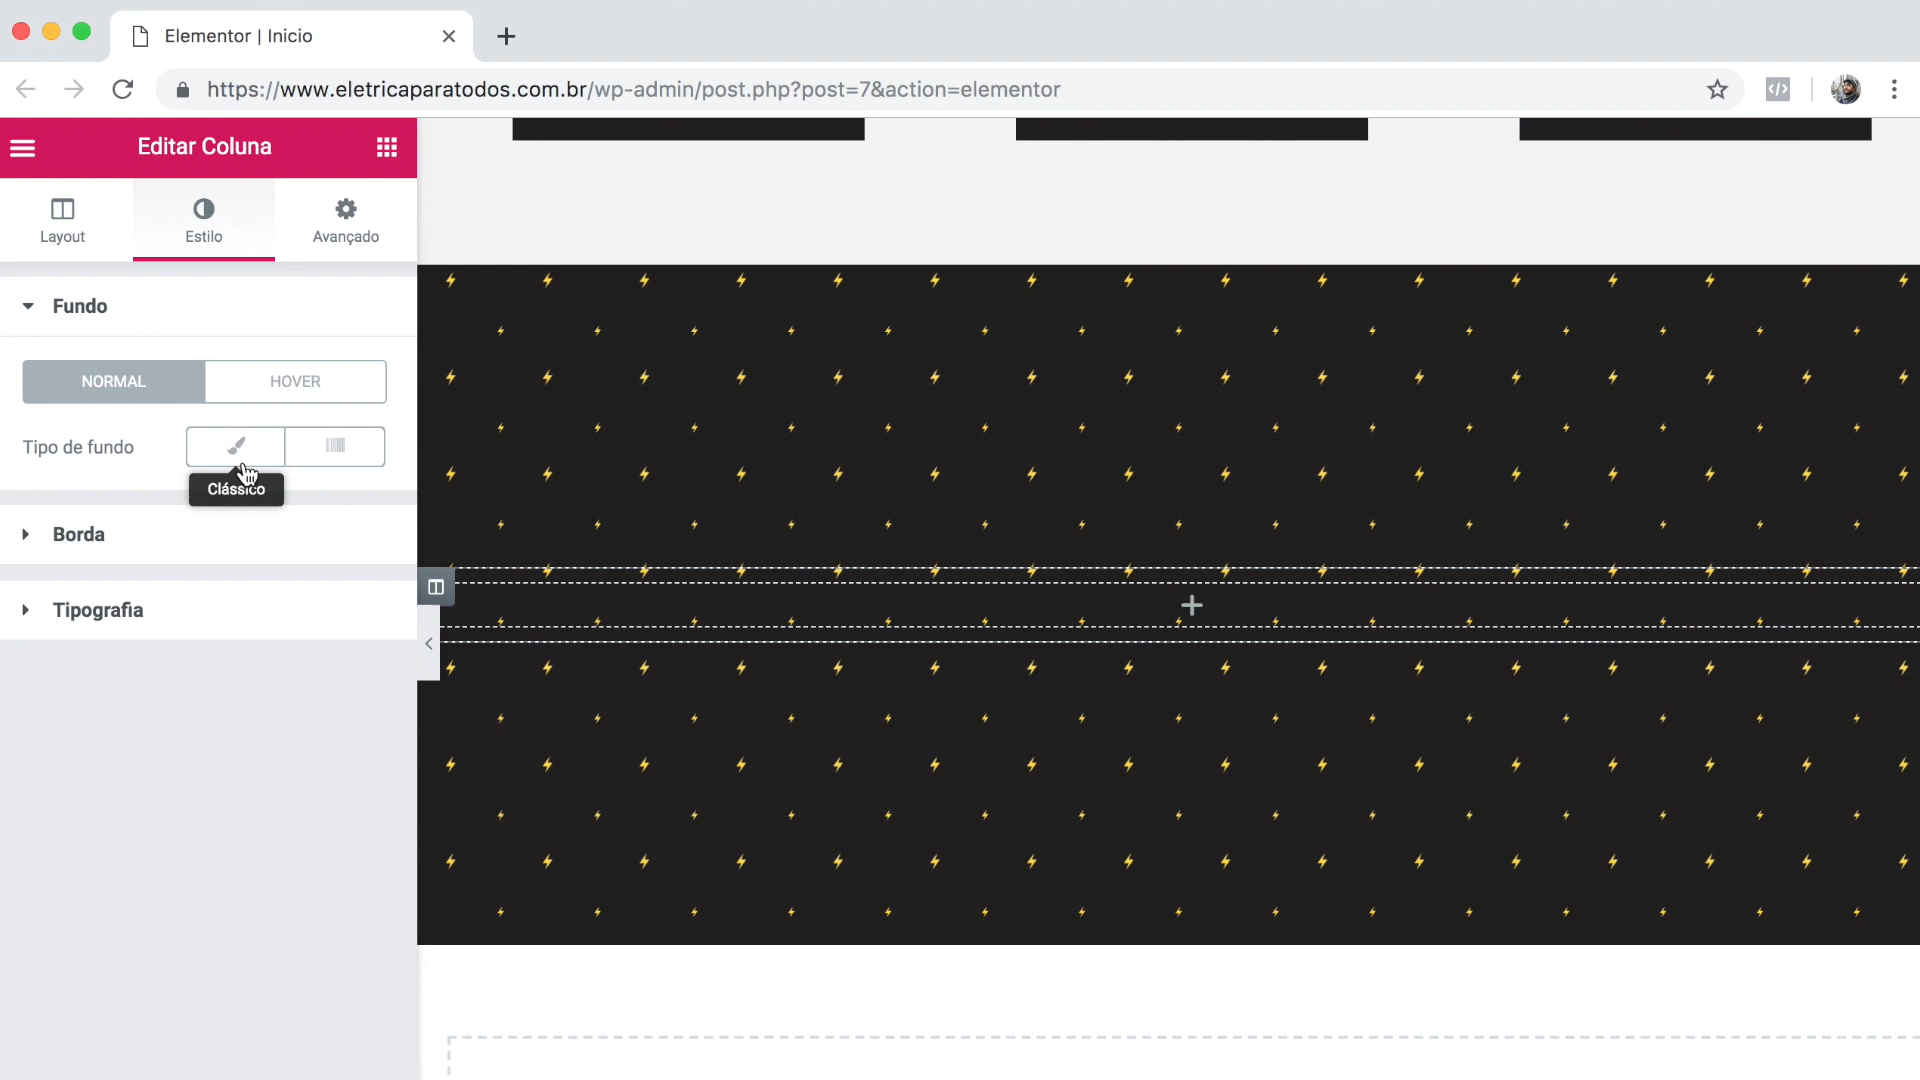 Elementor | Inicio
https://www.eletricaparatodos.com.br/wp-admin/post.php?post=7&action=elementor
Editar Coluna
Layout
Estilo
Avançado
Fundo
NORMAL
HOVER
Tipo de fundo
Clássico
Borda
Tipografia